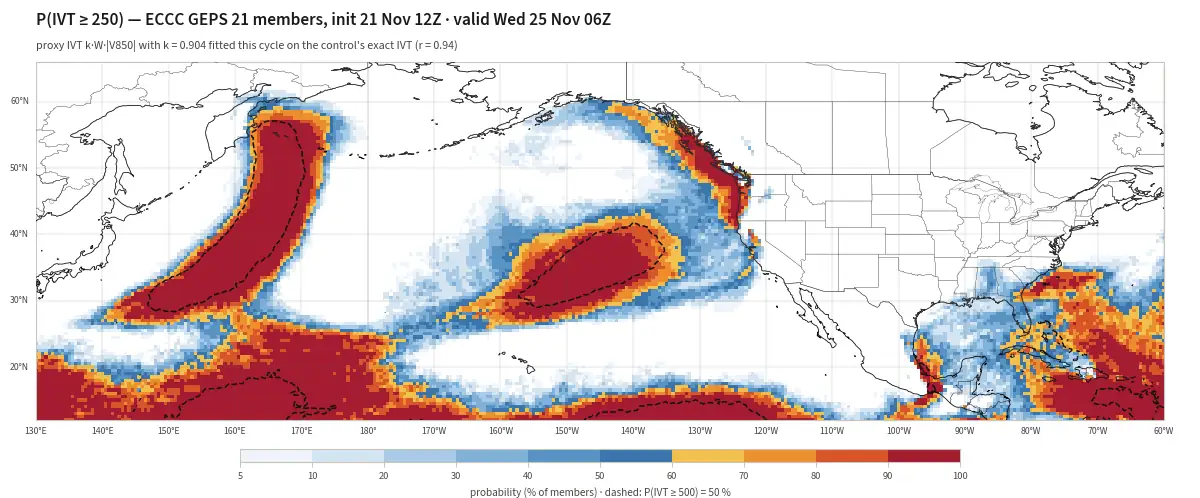 P(IVT ≥ 250) — ECCC GEPS 21 members, init 21 Nov 12Z · valid Wed 25 Nov 06Z
proxy IVT k·W·|V850| with k = 0.904 fitted this cycle on the control's exact IVT (r = 0.94)
60°N
50°N
40°N
30°N
20°N
130°E 140°E 150°E 160°E 170°E 180° 170°W 160°W 150°W 140°W 130°W 120°W 110°W 100°W 90°W 80°W 70°W 60°W
5 10 20 30 40 50 60 70 80 90 100
probability (% of members) · dashed: P(IVT ≥ 500) = 50 %